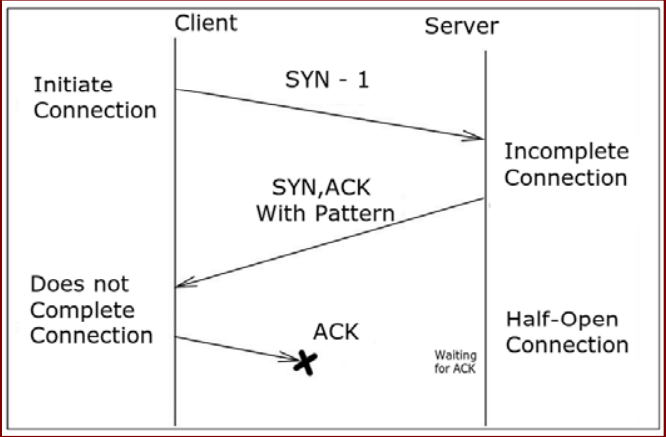 Client
Server
Initiate
Connection
SYN - 1
Incomplete
Connection
SYN,ACK
With Pattern
Does not
Complete
Connection
ACK
Waiting
for ACK
Half-Open
Connection